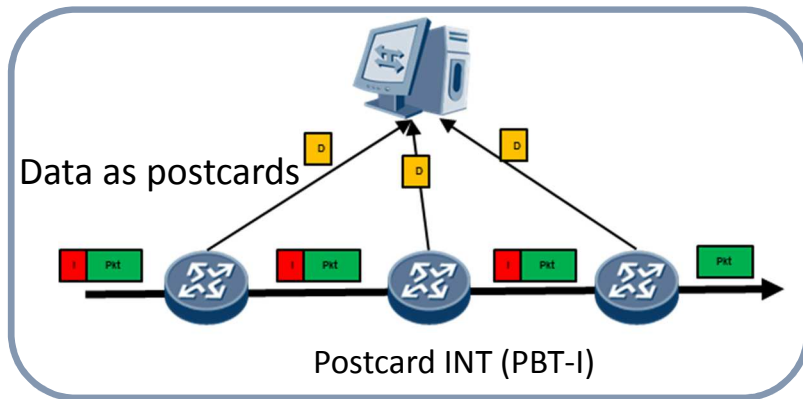 D
D
D
Data as postcards
I Pkt
I Pkt
I Pkt
Pkt
Postcard INT (PBT-I)